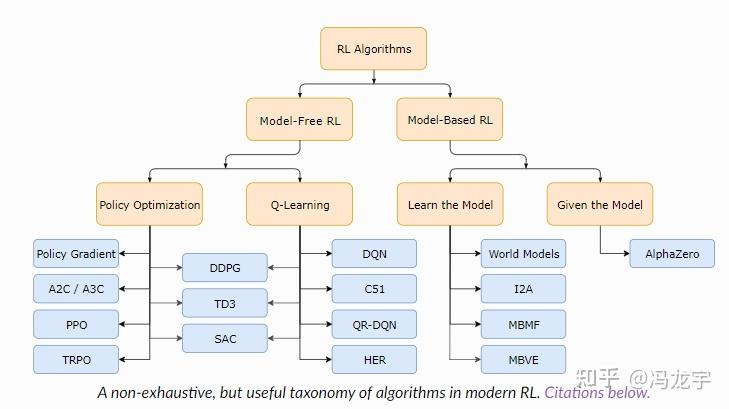 RL Algorithms
Model-Free RL
Model-Based RL
Policy Optimization
Q-Learning
Learn the Model
Given the Model
Policy Gradient
DDPG
DQN
World Models
AlphaZero
A2C / A3C
TD3
C51
I2A
PPO
SAC
QR-DQN
MBMF
TRPO
HER
MBVE
知乎 @冯龙宇
A non-exhaustive, but useful taxonomy of algorithms in modern RL. Citations below.